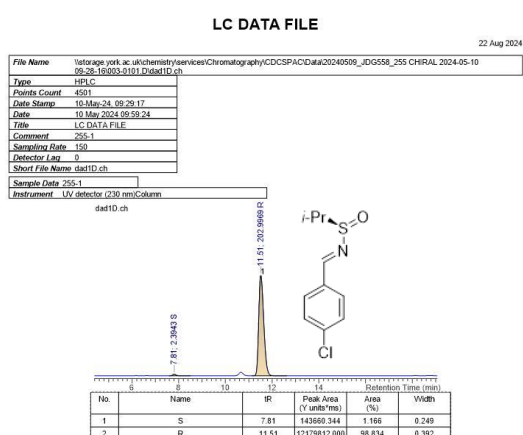 LC DATA FILE
22 Aug 2024
File Name \\storage.york.ac.uk\chemistry\services\Chromatography\CDCSPAC\Data\20240509_JDG558_255 CHIRAL 2024-05-10
09-28-16\003-0101.D\dad1D.ch
Type HPLC
Points Count 4501
Date Stamp 10-May-24, 09:29:17
Date 10 May 2024 09:59:24
Title LC DATA FILE
Comment 255-1
Sampling Rate 150
Detector Lag 0
Short File Name dad1D.ch
Sample Data 255-1
Instrument UV detector (230 nm)Column
dad1D.ch
7.81; 2.3943 S
11.51; 202.9969 R
i-Pr S O
N
Cl
6 8 10 12 14 Retention Time (min)
No. Name tR Peak Area Area Width
(Y units*ms) (%)
1 S 7.81 143660.344 1.166 0.249
2 R 11.51 12179812.000 98.834 0.392